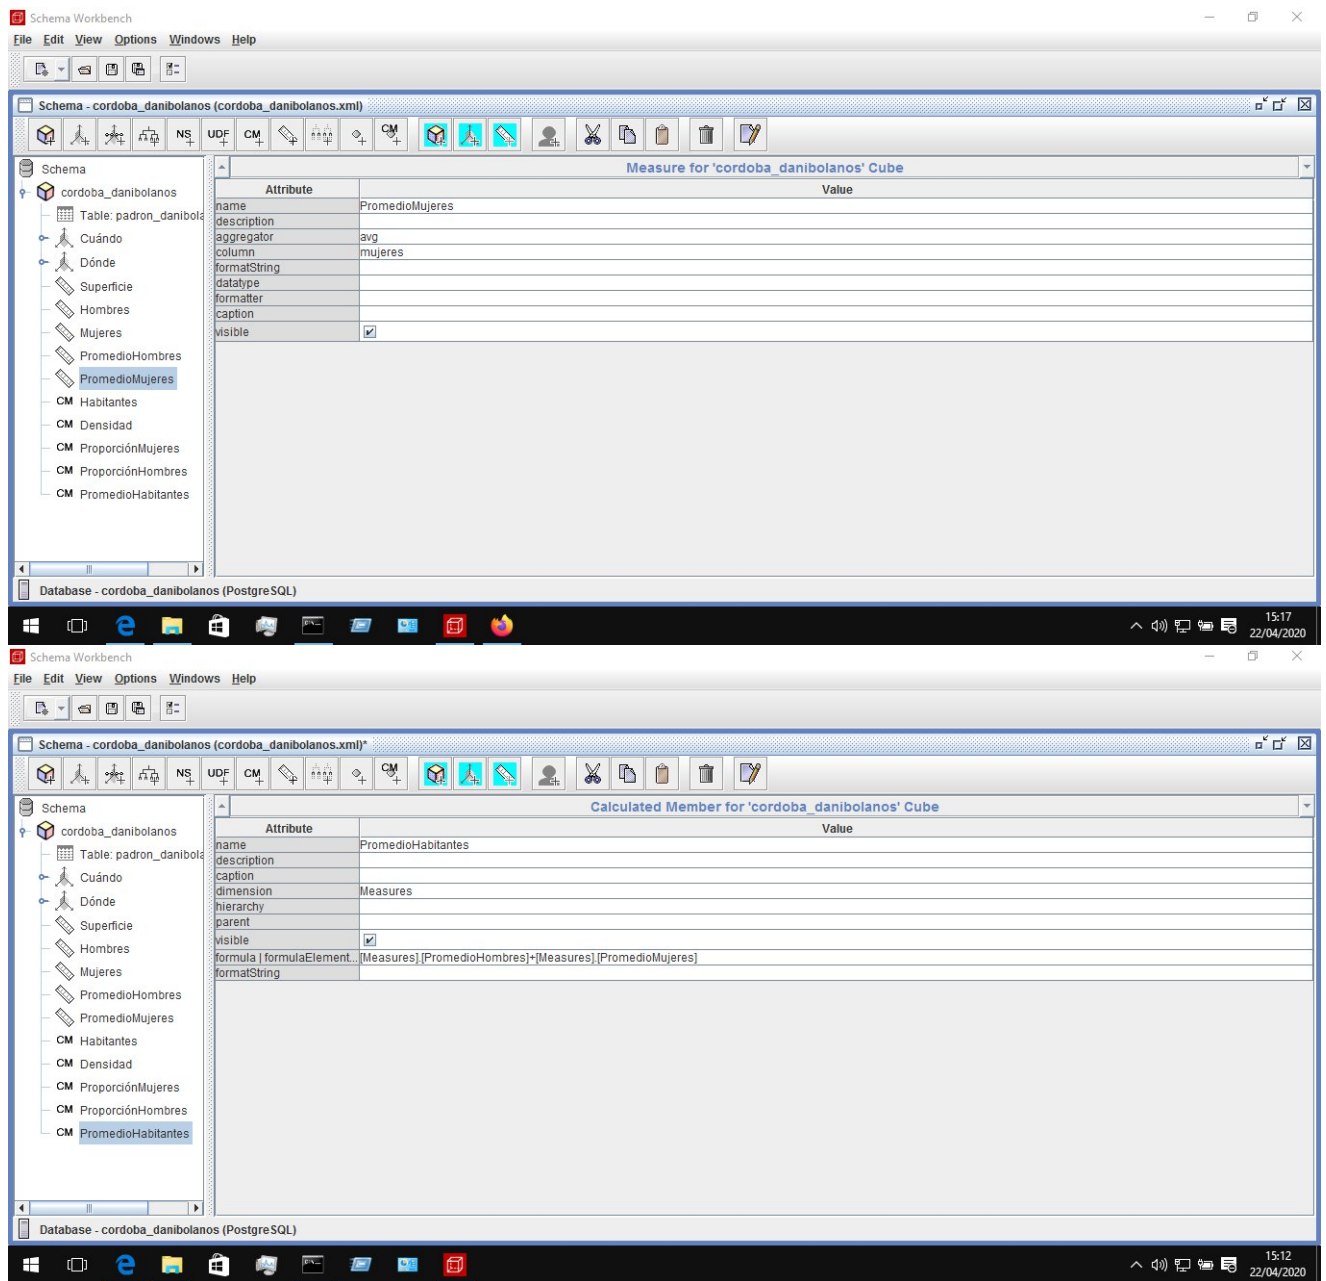 Schema Workbench
File Edit View Options Windows Help
Schema - cordoba_danibolanos (cordoba_danibolanos.xml)
NS UDF CM CM
Schema
Measure for 'cordoba_danibolanos' Cube
cordoba_danibolanos
Attribute Value
Table: padron_danibola
name PromedioMujeres
description
Cuándo
aggregator avg
column mujeres
Dónde
formatString
datatype
Superficie
formatter
Hombres
caption
Mujeres
visible
PromedioHombres
PromedioMujeres
CM Habitantes
CM Densidad
CM ProporciónMujeres
CM ProporciónHombres
CM PromedioHabitantes
Database - cordoba_danibolanos (PostgreSQL)
15:17
22/04/2020
Schema Workbench
File Edit View Options Windows Help
Schema - cordoba_danibolanos (cordoba_danibolanos.xml)*
NS UDF CM CM
Schema
Calculated Member for 'cordoba_danibolanos' Cube
cordoba_danibolanos
Attribute Value
Table: padron_danibola
name PromedioHabitantes
description
Cuándo
caption
dimension Measures
Dónde
hierarchy
parent
Superficie
visible
Hombres
formula | formulaElement... [Measures].[PromedioHombres]+[Measures].[PromedioMujeres]
Mujeres
formatString
PromedioHombres
PromedioMujeres
CM Habitantes
CM Densidad
CM ProporciónMujeres
CM ProporciónHombres
CM PromedioHabitantes
Database - cordoba_danibolanos (PostgreSQL)
15:12
22/04/2020